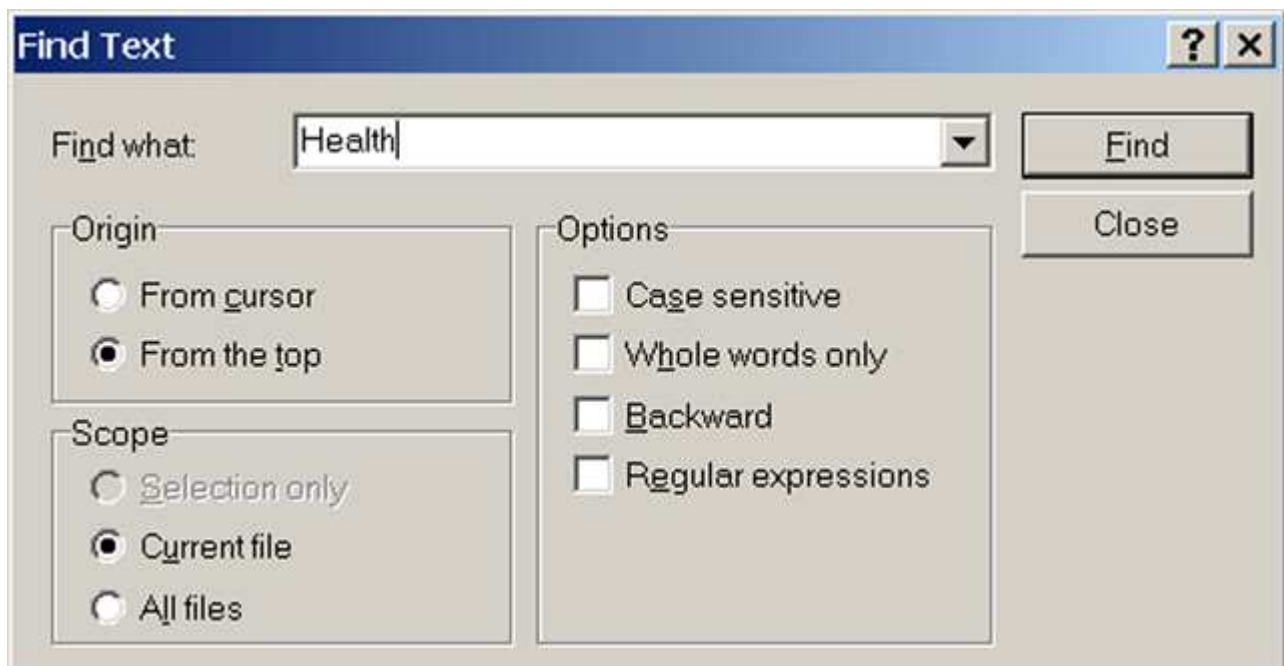 Find Text
Find what:
Health
Find
Close
Origin
From cursor
From the top
Scope
Selection only
Current file
All files
Options
Case sensitive
Whole words only
Backward
Regular expressions